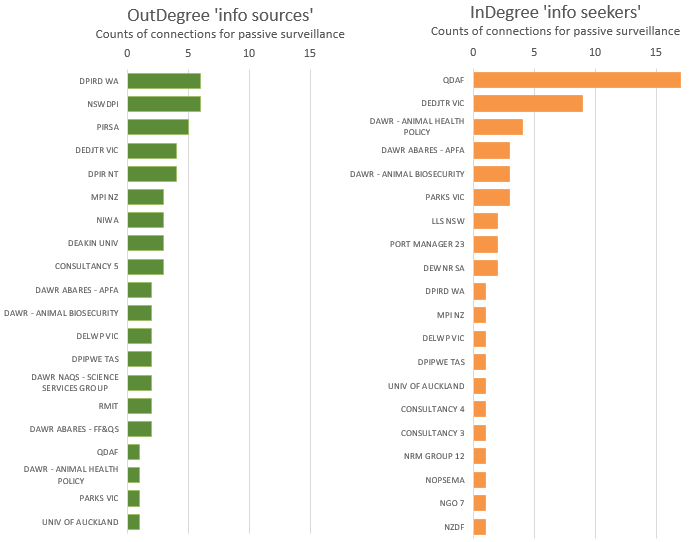 OutDegree 'info sources'
Counts of connections for passive surveillance
0 5 10 15
DPIRD WA
NSWDPI
PIRSA
DEDJTR VIC
DPIR NT
MPI NZ
NIWA
DEAKIN UNIV
CONSULTANCY 5
DAWR ABARES - APFA
DAWR - ANIMAL BIOSECURITY
DELWP VIC
DPIPWE TAS
DAWR NAQS - SCIENCE
SERVICES GROUP
RMIT
DAWR ABARES - FF&QS
QDAF
DAWR - ANIMAL HEALTH
POLICY
PARKS VIC
UNIV OF AUCKLAND
InDegree 'info seekers'
Counts of connections for passive surveillance
0 5 10 15
QDAF
DEDJTR VIC
DAWR - ANIMAL HEALTH
POLICY
DAWR ABARES - APFA
DAWR - ANIMAL BIOSECURITY
PARKS VIC
LLS NSW
PORT MANAGER 23
DEWNR SA
DPIRD WA
MPI NZ
DELWP VIC
DPIPWE TAS
UNIV OF AUCKLAND
CONSULTANCY 4
CONSULTANCY 3
NRM GROUP 12
NOPSEMA
NGO 7
NZDF